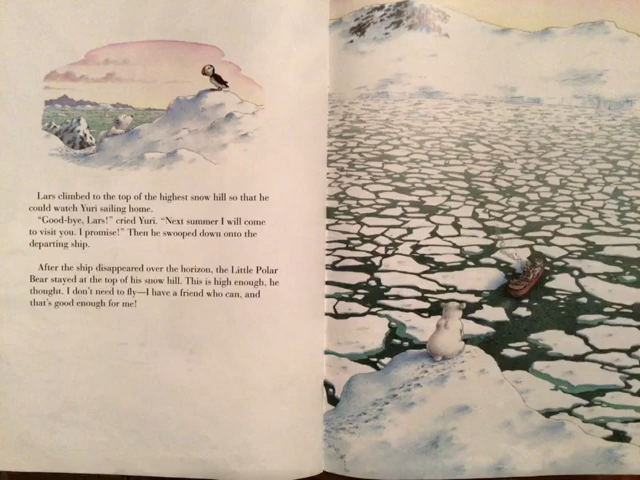 Lars climbed to the top of the highest snow hill so that he
could watch Yuri sailing home.
“Good-bye, Lars!” cried Yuri. “Next summer I will come
to visit you. I promise!” Then he swooped down onto the
departing ship.
After the ship disappeared over the horizon, the Little Polar
Bear stayed at the top of his snow hill. This is high enough, he
thought. I don't need to fly—I have a friend who can, and
that's good enough for me!